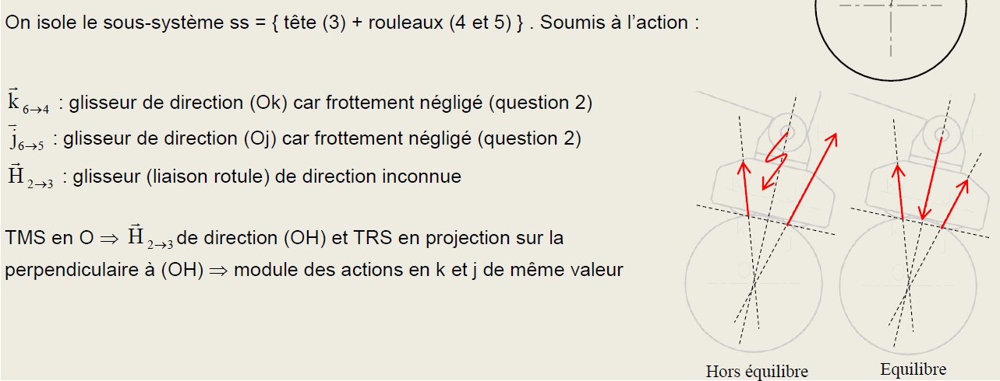 On isole le sous-système ss = { tête (3) + rouleaux (4 et 5) } . Soumis à l'action :
k⃗ 6→4 : glisseur de direction (Ok) car frottement négligé (question 2)
j⃗ 6→5 : glisseur de direction (Oj) car frottement négligé (question 2)
H⃗ 2→3 : glisseur (liaison rotule) de direction inconnue
TMS en O ⇒ H⃗ 2→3 de direction (OH) et TRS en projection sur la
perpendiculaire à (OH) ⇒ module des actions en k et j de même valeur
Hors équilibre
Equilibre